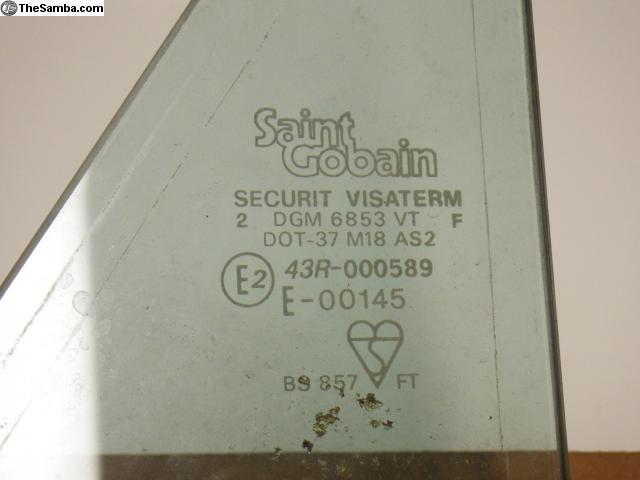 TheSamba.com
Saint
Gobain
SECURIT VISATERM
2 DGM 6853 VT F
DOT-37 M18 AS2
E2 43R-000589
E-00145
BS 857 FT